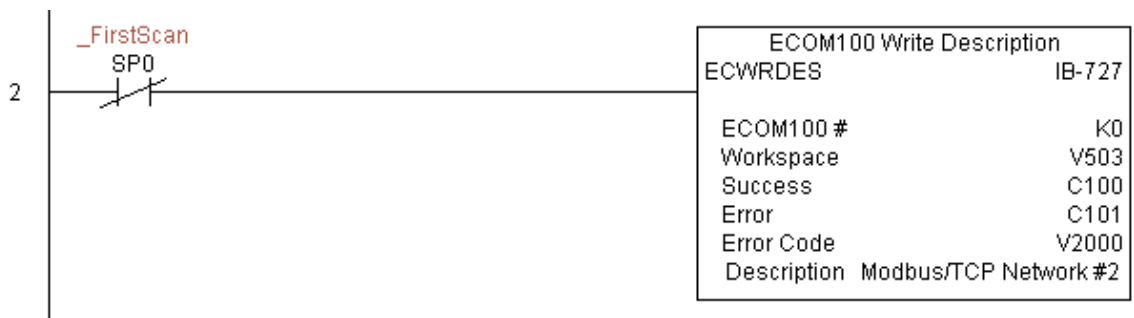 _FirstScan
SP0
2
ECOM100 Write Description
ECWRDES IB-727
ECOM100 # K0
Workspace V503
Success C100
Error C101
Error Code V2000
Description Modbus/TCP Network #2